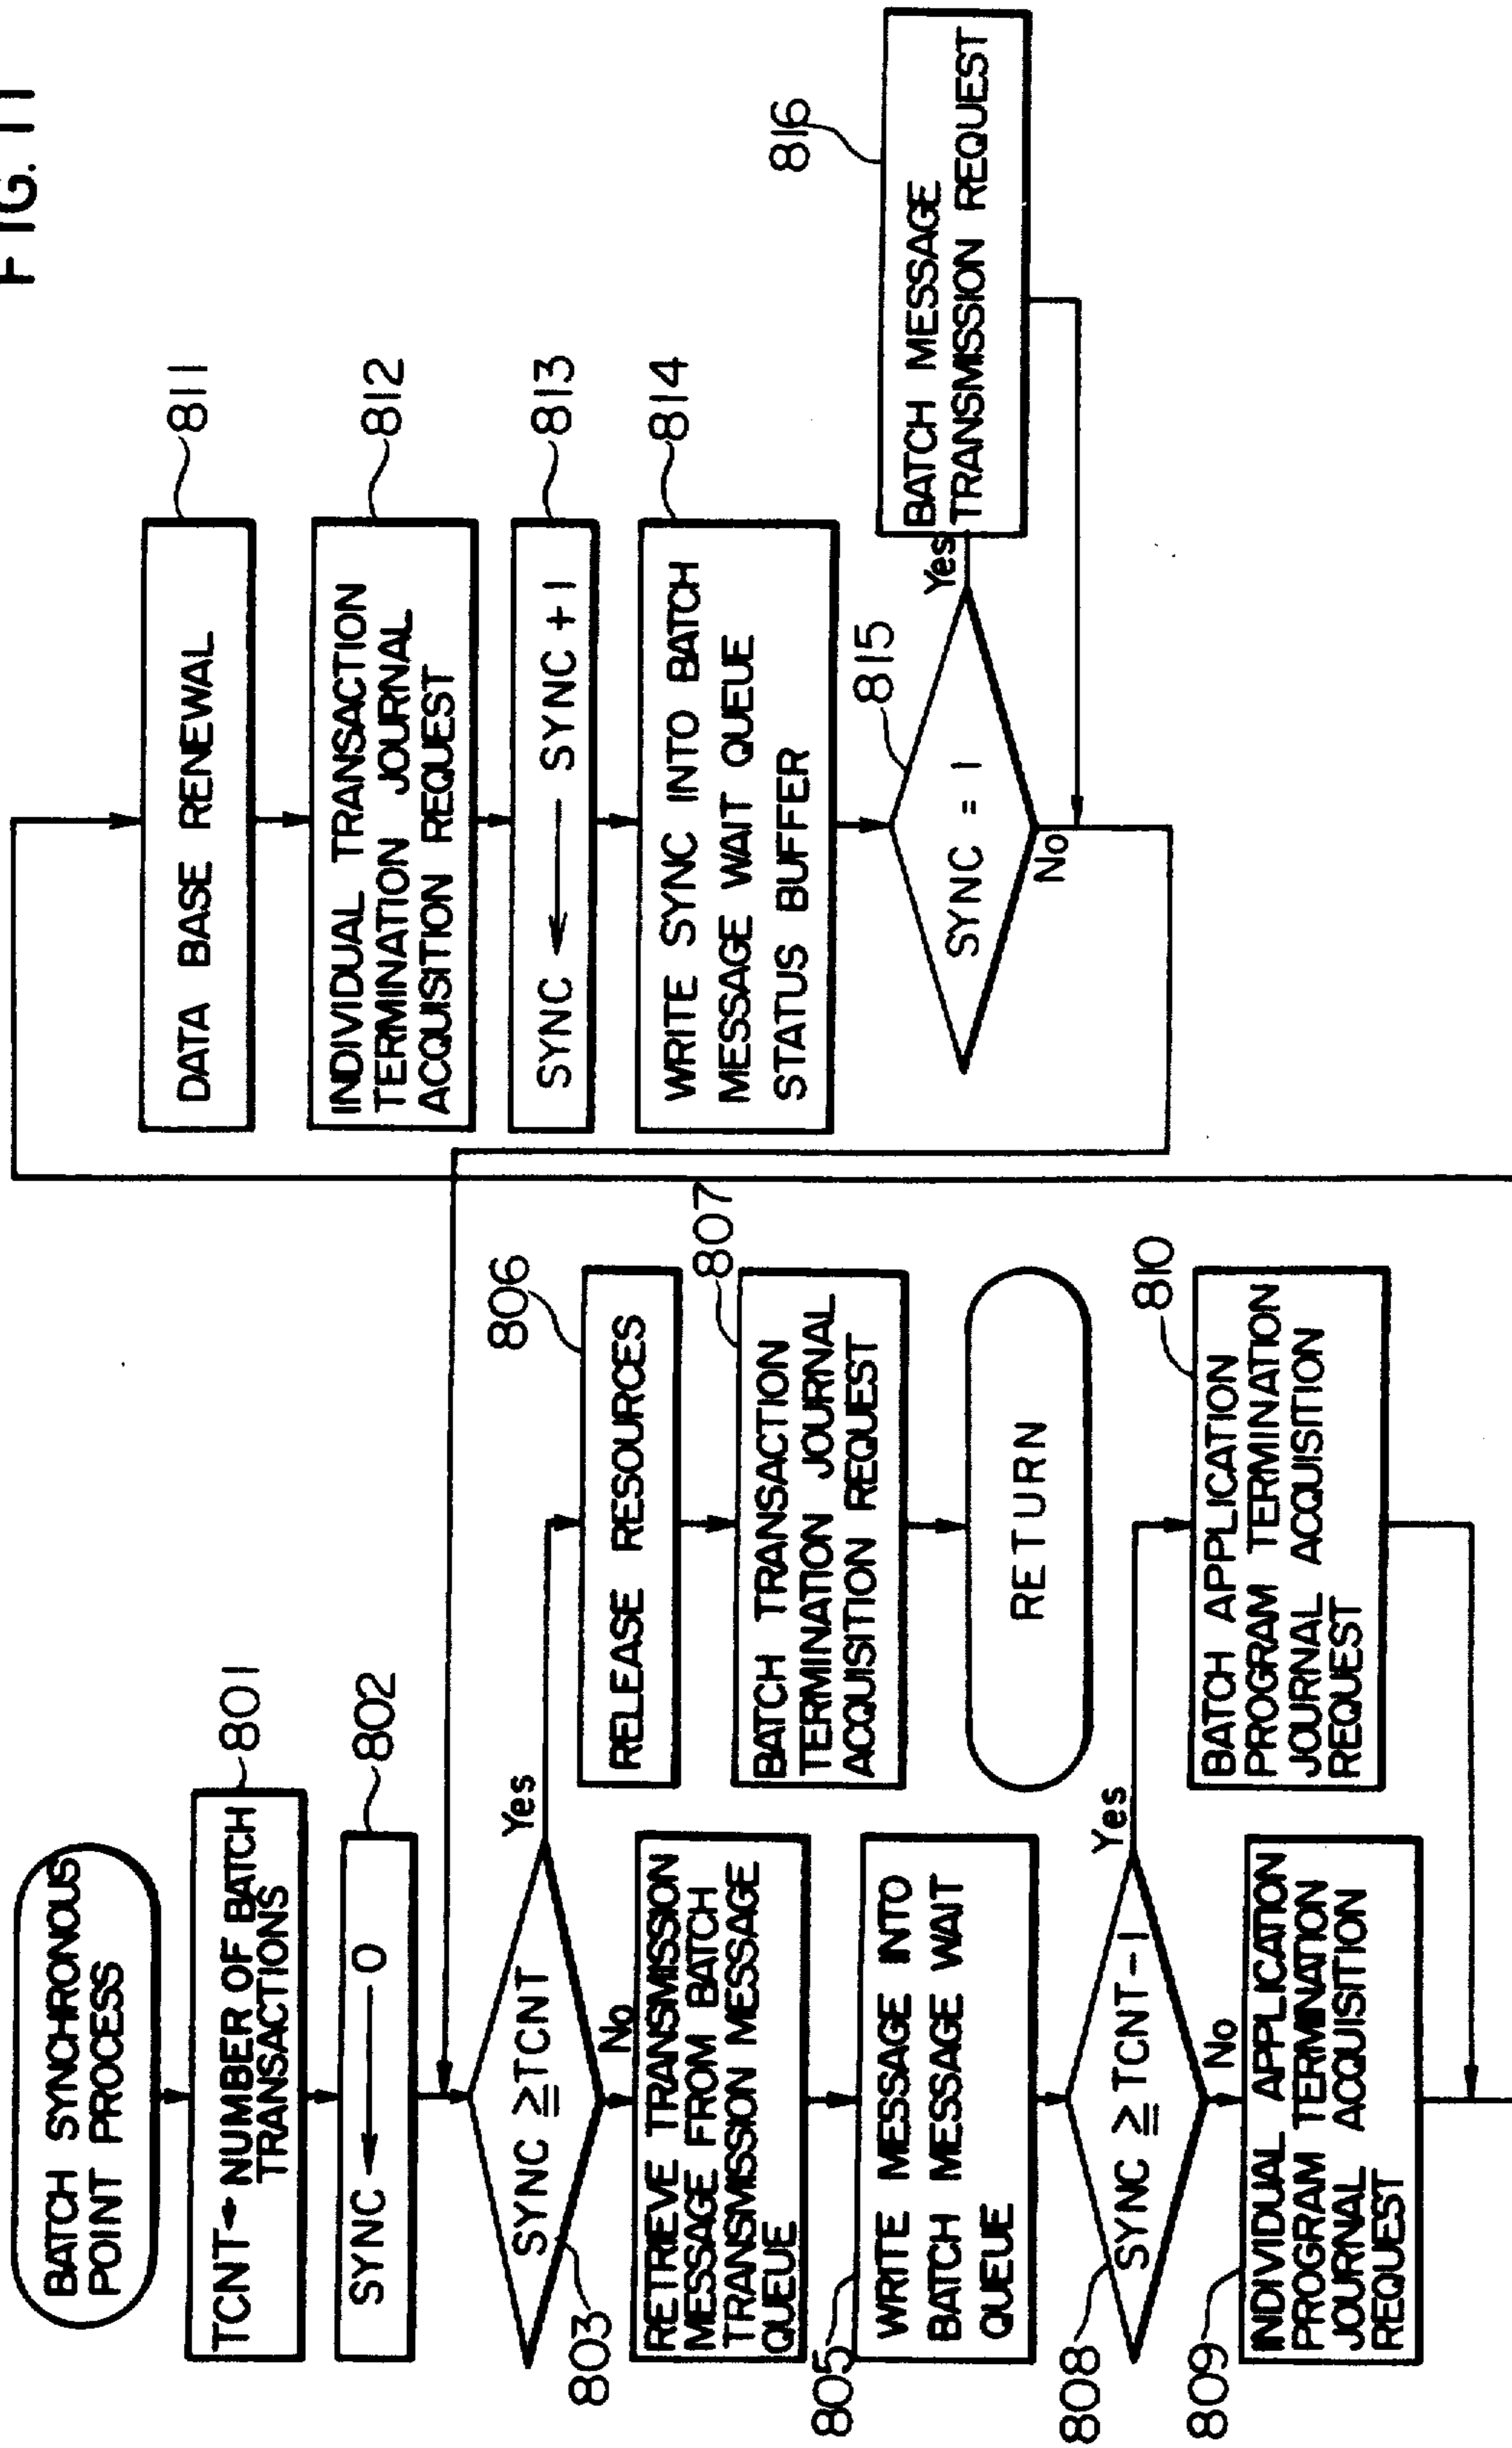 FIG. 11
BATCH SYNCHRONOUS
POINT PROCESS
TCNT ← NUMBER OF BATCH
TRANSACTIONS
801
SYNC ← 0
802
SYNC ≧ TCNT
803
Yes
No
RETRIEVE TRANSMISSION
MESSAGE FROM BATCH
TRANSMISSION MESSAGE
QUEUE
WRITE MESSAGE INTO
BATCH MESSAGE WAIT
QUEUE
805
RELEASE RESOURCES
806
BATCH TRANSACTION
TERMINATION JOURNAL
ACQUISITION REQUEST
807
RETURN
SYNC ≧ TCNT-1
808
Yes
No
INDIVIDUAL APPLICATION
PROGRAM TERMINATION
JOURNAL ACQUISITION
REQUEST
809
BATCH APPLICATION
PROGRAM TERMINATION
JOURNAL ACQUISITION
REQUEST
810
DATA BASE RENEWAL
811
INDIVIDUAL TRANSACTION
TERMINATION JOURNAL
ACQUISITION REQUEST
812
SYNC ← SYNC + 1
813
WRITE SYNC INTO BATCH
MESSAGE WAIT QUEUE
STATUS BUFFER
814
SYNC = 1
815
Yes
No
BATCH MESSAGE
TRANSMISSION REQUEST
816